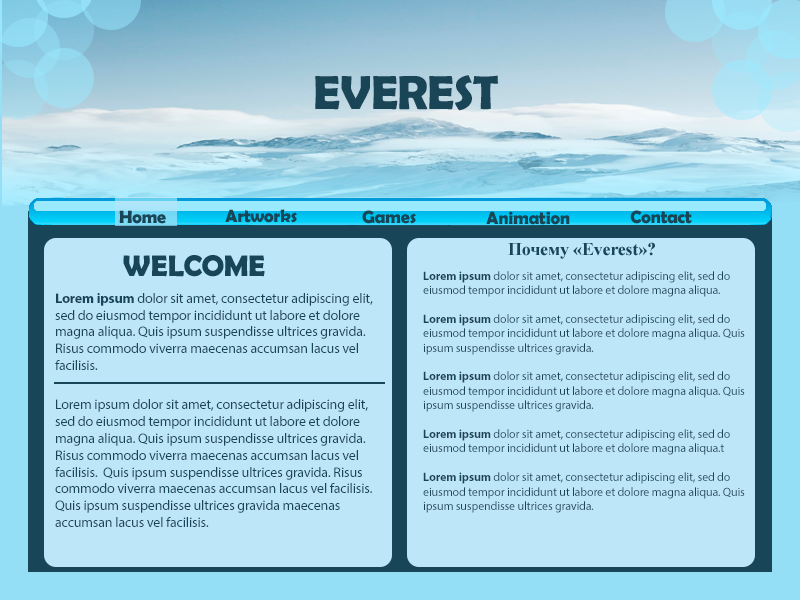 EVEREST
Home Artworks Games Animation Contact
WELCOME
Lorem ipsum dolor sit amet, consectetur adipiscing elit,
sed do eiusmod tempor incididunt ut labore et dolore
magna aliqua. Quis ipsum suspendisse ultrices gravida.
Risus commodo viverra maecenas accumsan lacus vel
facilisis.
Lorem ipsum dolor sit amet, consectetur adipiscing elit,
sed do eiusmod tempor incididunt ut labore et dolore
magna aliqua. Quis ipsum suspendisse ultrices gravida.
Risus commodo viverra maecenas accumsan lacus vel
facilisis. Quis ipsum suspendisse ultrices gravida. Risus
commodo viverra maecenas accumsan lacus vel facilisis.
Quis ipsum suspendisse ultrices gravida maecenas
accumsan lacus vel facilisis.
Почему «Everest»?
Lorem ipsum dolor sit amet, consectetur adipiscing elit, sed do
eiusmod tempor incididunt ut labore et dolore magna aliqua.
Lorem ipsum dolor sit amet, consectetur adipiscing elit, sed do
eiusmod tempor incididunt ut labore et dolore magna aliqua. Quis
ipsum suspendisse ultrices gravida.
Lorem ipsum dolor sit amet, consectetur adipiscing elit, sed do
eiusmod tempor incididunt ut labore et dolore magna aliqua. Quis
ipsum suspendisse ultrices gravida.
Lorem ipsum dolor sit amet, consectetur adipiscing elit, sed do
eiusmod tempor incididunt ut labore et dolore magna aliqua.t
Lorem ipsum dolor sit amet, consectetur adipiscing elit, sed do
eiusmod tempor incididunt ut labore et dolore magna aliqua. Quis
ipsum suspendisse ultrices gravida.